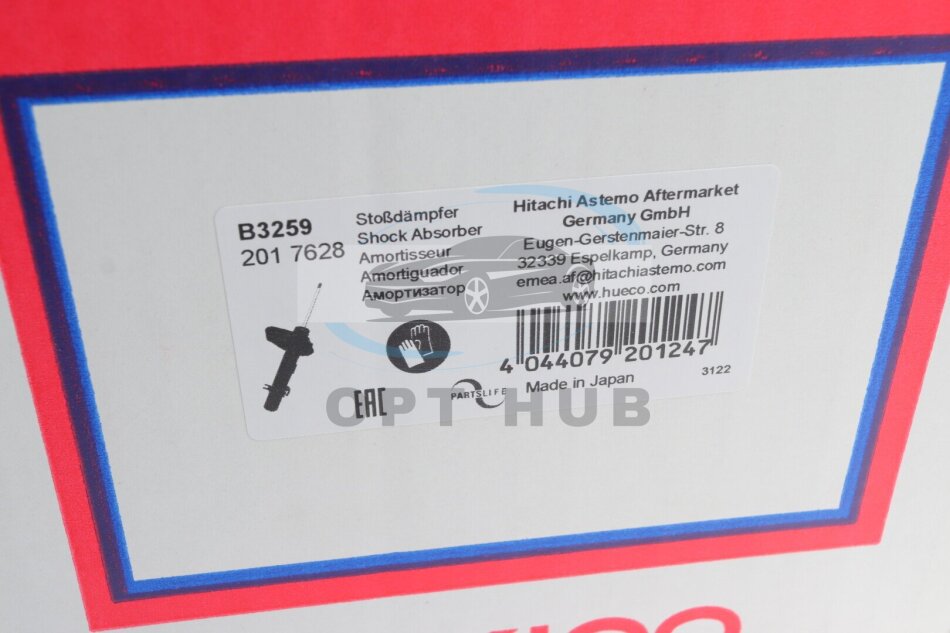 B3259
201 7628
Stoßdämpfer
Shock Absorber
Amortisseur
Amortiguador
Амортизатор
Hitachi Astemo Aftermarket
Germany GmbH
Eugen-Gerstenmaier-Str. 8
32339 Espelkamp, Germany
emea.af@hitachiastemo.com
www.hueco.com
4 044079 201247
Made in Japan
3122
EAC
PARTSLIFE
OPT HUB